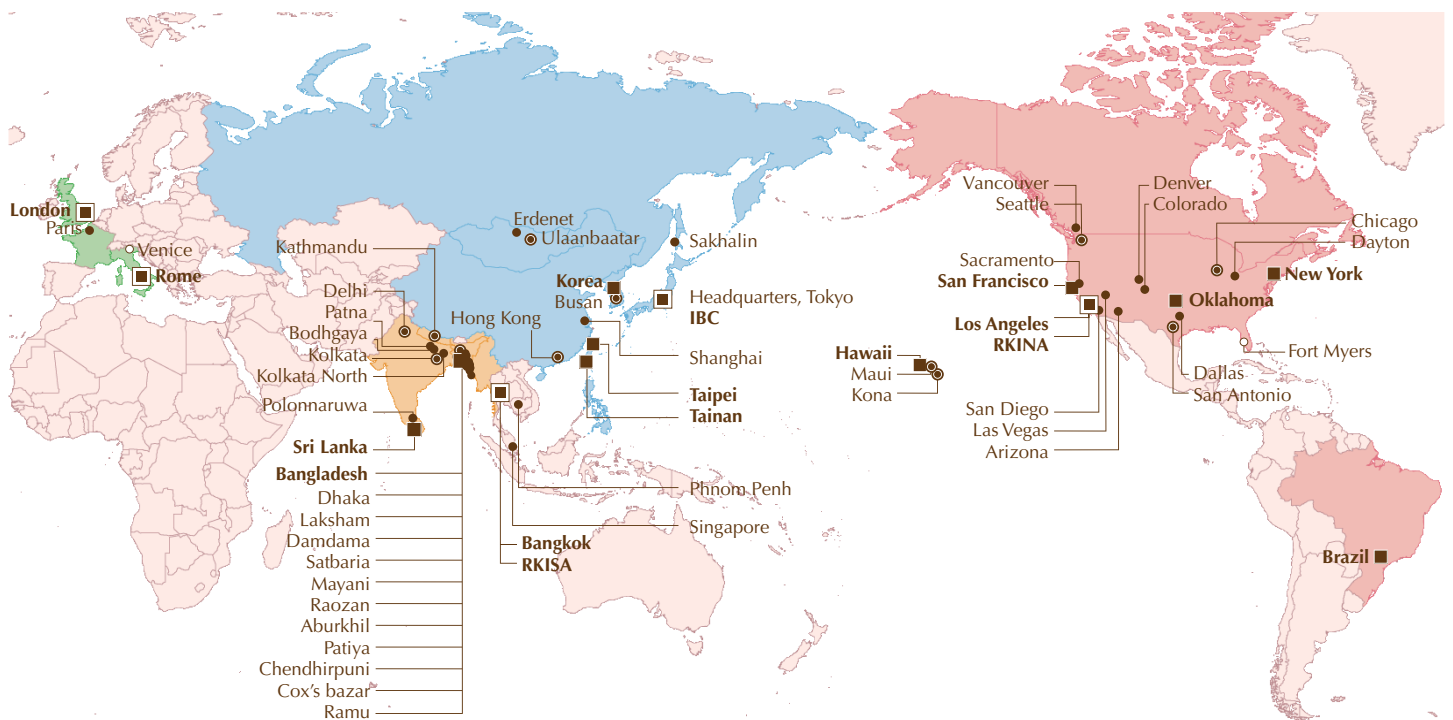 London
Paris
Venice
Rome
Kathmandu
Delhi
Patna
Bodhgaya
Kolkata
Kolkata North
Polonnaruwa
Sri Lanka
Bangladesh
Dhaka
Laksham
Damdama
Satbaria
Mayani
Raozan
Aburkhil
Patiya
Chendhirpuni
Cox's bazar
Ramu
Erdenet
Ulaanbaatar
Sakhalin
Korea
Busan
Headquarters, Tokyo
IBC
Hong Kong
Shanghai
Taipei
Tainan
Phnom Penh
Singapore
Bangkok
RKISA
Hawaii
Maui
Kona
Vancouver
Seattle
Sacramento
San Francisco
Los Angeles
RKINA
San Diego
Las Vegas
Arizona
Denver
Colorado
Chicago
Dayton
New York
Oklahoma
Fort Myers
Dallas
San Antonio
Brazil